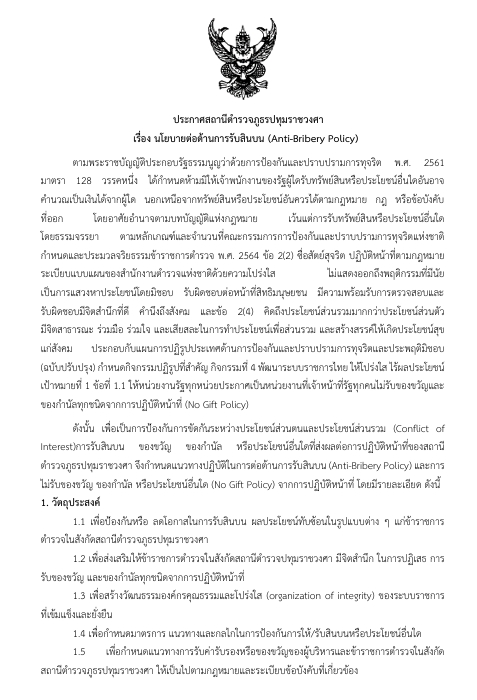 ประกาศสถานีตำรวจภูธรปทุมราชวงศา
เรื่อง นโยบายต่อต้านการรับสินบน (Anti-Bribery Policy)
ตามพระราชบัญญัติประกอบรัฐธรรมนูญว่าด้วยการป้องกันและปราบปรามการทุจริต พ.ศ. 2561
มาตรา 128 วรรคหนึ่ง ได้กำหนดห้ามมิให้เจ้าพนักงานของรัฐผู้ใดรับทรัพย์สินหรือประโยชน์อื่นใดอันอาจ
คำนวณเป็นเงินได้จากผู้ใด นอกเหนือจากทรัพย์สินหรือประโยชน์อันควรได้ตามกฎหมาย กฎ หรือข้อบังคับ
ที่ออก โดยอาศัยอำนาจตามบทบัญญัติแห่งกฎหมาย เว้นแต่การรับทรัพย์สินหรือประโยชน์อื่นใด
โดยธรรมจรรยา ตามหลักเกณฑ์และจำนวนที่คณะกรรมการการป้องกันและปราบปรามการทุจริตแห่งชาติ
กำหนดและประมวลจริยธรรมข้าราชการตำรวจ พ.ศ. 2564 ข้อ 2(2) ซื่อสัตย์สุจริต ปฏิบัติหน้าที่ตามกฎหมาย
ระเบียบแบบแผนของสำนักงานตำรวจแห่งชาติด้วยความโปร่งใส ไม่แสดงออกถึงพฤติกรรมที่มีนัย
เป็นการแสวงหาประโยชน์โดยมิชอบ รับผิดชอบต่อหน้าที่สิทธิมนุษยชน มีความพร้อมรับการตรวจสอบและ
รับผิดชอบมีจิตสำนึกที่ดี คำนึงถึงสังคม และข้อ 2(4) คิดถึงประโยชน์ส่วนรวมมากกว่าประโยชน์ส่วนตัว
มีจิตสาธารณะ ร่วมมือ ร่วมใจ และเสียสละในการทำประโยชน์เพื่อส่วนรวม และสร้างสรรค์ให้เกิดประโยชน์สุข
แก่สังคม ประกอบกับแผนการปฏิรูปประเทศด้านการป้องกันและปราบปรามการทุจริตและประพฤติมิชอบ
(ฉบับปรับปรุง) กำหนดกิจกรรมปฏิรูปที่สำคัญ กิจกรรมที่ 4 พัฒนาระบบราชการไทย ให้โปร่งใส ไร้ผลประโยชน์
เป้าหมายที่ 1 ข้อที่ 1.1 ให้หน่วยงานรัฐทุกหน่วยประกาศเป็นหน่วยงานที่เจ้าหน้าที่รัฐทุกคนไม่รับของขวัญและ
ของกำนัลทุกชนิดจากการปฏิบัติหน้าที่ (No Gift Policy)
ดังนั้น เพื่อเป็นการป้องกันการขัดกันระหว่างประโยชน์ส่วนตนและประโยชน์ส่วนรวม (Conflict of
Interest)การรับสินบน ของขวัญ ของกำนัล หรือประโยชน์อื่นใดที่ส่งผลต่อการปฏิบัติหน้าที่ของสถานี
ตำรวจภูธรปทุมราชวงศา จึงกำหนดแนวทางปฏิบัติในการต่อต้านการรับสินบน (Anti-Bribery Policy) และการ
ไม่รับของขวัญ ของกำนัล หรือประโยชน์อื่นใด (No Gift Policy) จากการปฏิบัติหน้าที่ โดยมีรายละเอียด ดังนี้
1. วัตถุประสงค์
1.1 เพื่อป้องกันหรือ ลดโอกาสในการรับสินบน ผลประโยชน์ทับซ้อนในรูปแบบต่าง ๆ แก่ข้าราชการ
ตำรวจในสังกัดสถานีตำรวจภูธรปทุมราชวงศา
1.2 เพื่อส่งเสริมให้ข้าราชการตำรวจในสังกัดสถานีตำรวจปทุมราชวงศา มีจิตสำนึก ในการปฏิเสธ การ
รับของขวัญ และของกำนัลทุกชนิดจากการปฏิบัติหน้าที่
1.3 เพื่อสร้างวัฒนธรรมองค์กรคุณธรรมและโปร่งใส (organization of integrity) ของระบบราชการ
ที่เข้มแข็งและยั่งยืน
1.4 เพื่อกำหนดมาตรการ แนวทางและกลไกในการป้องกันการให้/รับสินบนหรือประโยชน์อื่นใด
1.5 เพื่อกำหนดแนวทางการรับค่ารับรองหรือของขวัญของผู้บริหารและข้าราชการตำรวจในสังกัด
สถานีตำรวจภูธรปทุมราชวงศา ให้เป็นไปตามกฎหมายและระเบียบข้อบังคับที่เกี่ยวข้อง